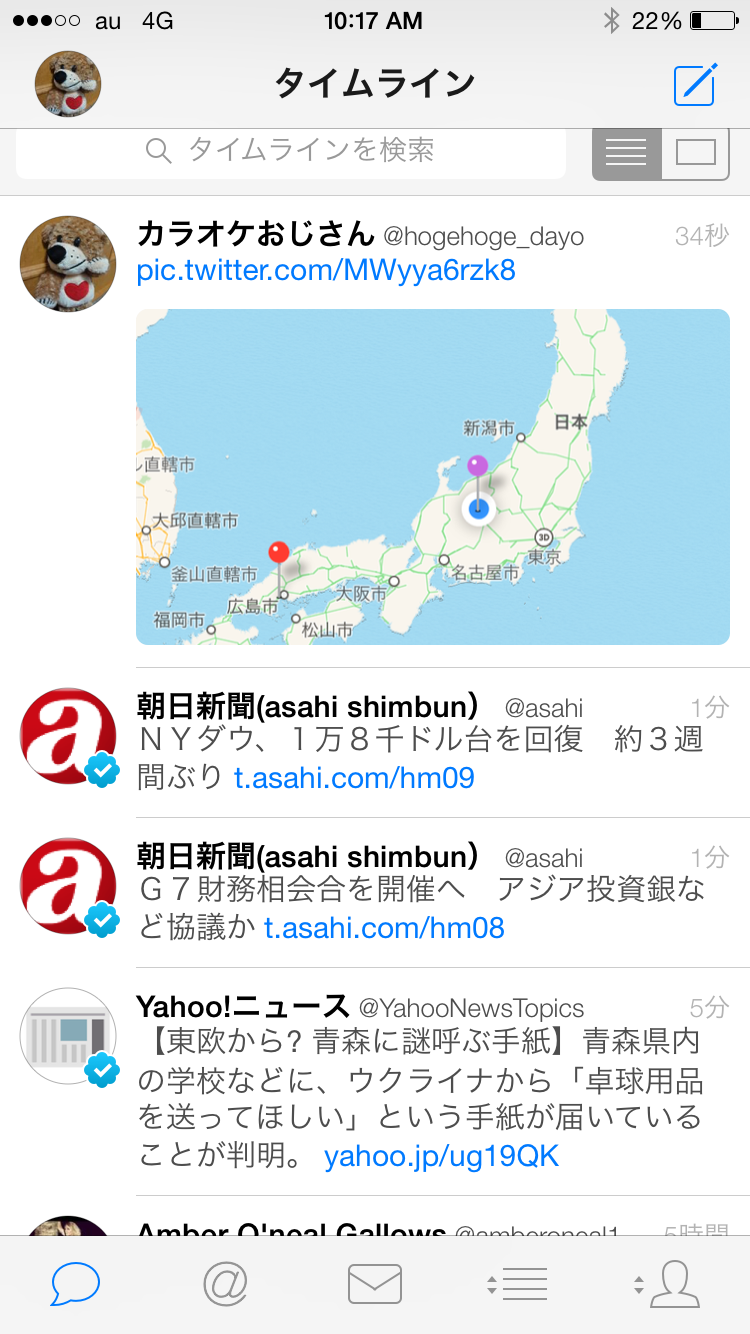 au 4G 10:17 AM 22%
タイムライン
タイムラインを検索
カラオケおじさん @hogehoge_dayo 34秒
pic.twitter.com/MWyya6rzk8
新潟市
日本
直轄市
大邱直轄市
3D
東京
釜山直轄市
名古屋市
広島市
大阪市
福岡市
松山市
朝日新聞(asahi shimbun） @asahi 1分
ＮＹダウ、１万８千ドル台を回復　約３週
間ぶり t.asahi.com/hm09
朝日新聞(asahi shimbun） @asahi 1分
Ｇ７財務相会合を開催へ　アジア投資銀な
ど協議か t.asahi.com/hm08
Yahoo!ニュース @YahooNewsTopics 5分
【東欧から? 青森に謎呼ぶ手紙】青森県内
の学校などに、ウクライナから「卓球用品
を送ってほしい」という手紙が届いている
ことが判明。 yahoo.jp/ug19QK
Amber O'neal Gallows @amberoneal1 5時間